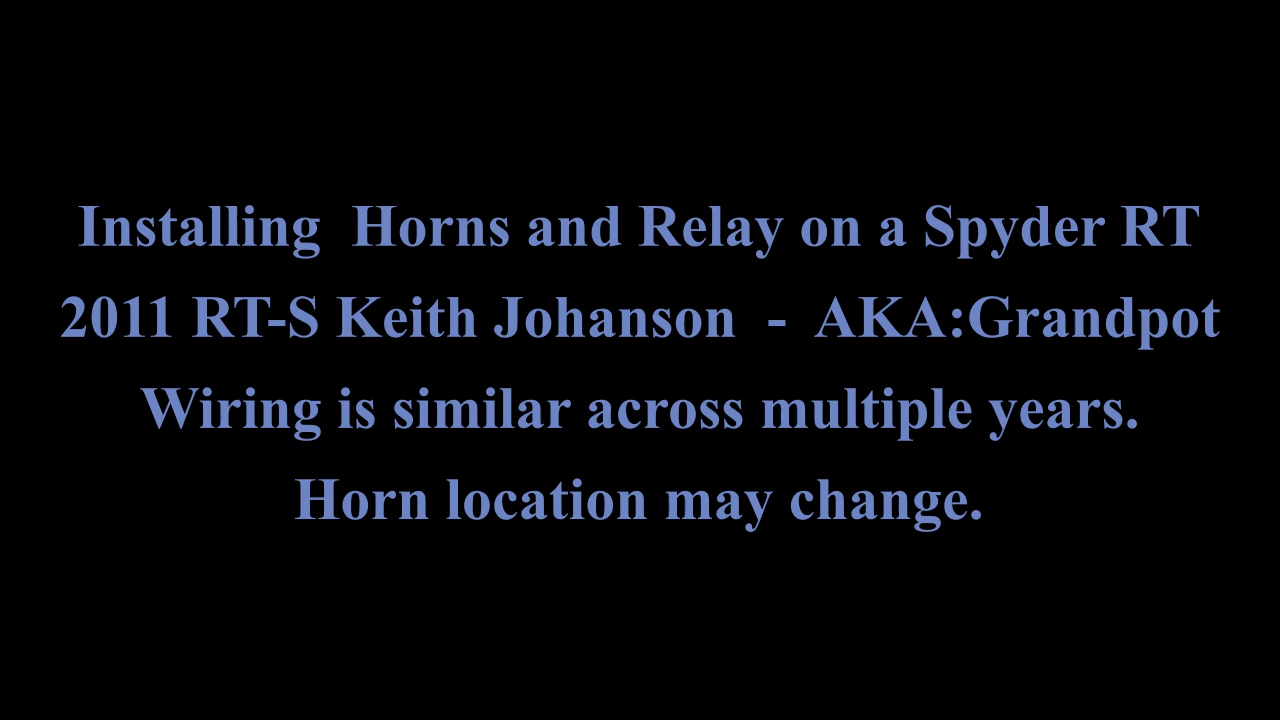 Installing  Horns and Relay on a Spyder RT
2011 RT-S Keith Johanson  -  AKA:Grandpot
Wiring is similar across multiple years.
Horn location may change.